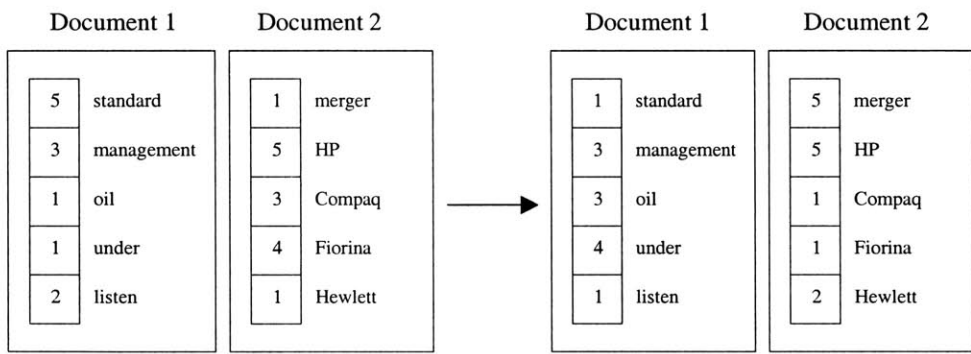 Document 1 Document 2 Document 1 Document 2
5 standard 1 merger 1 standard 5 merger
3 management 5 HP 3 management 5 HP
1 oil 3 Compaq 3 oil 1 Compaq
1 under 4 Fiorina 4 under 1 Fiorina
2 listen 1 Hewlett 1 listen 2 Hewlett